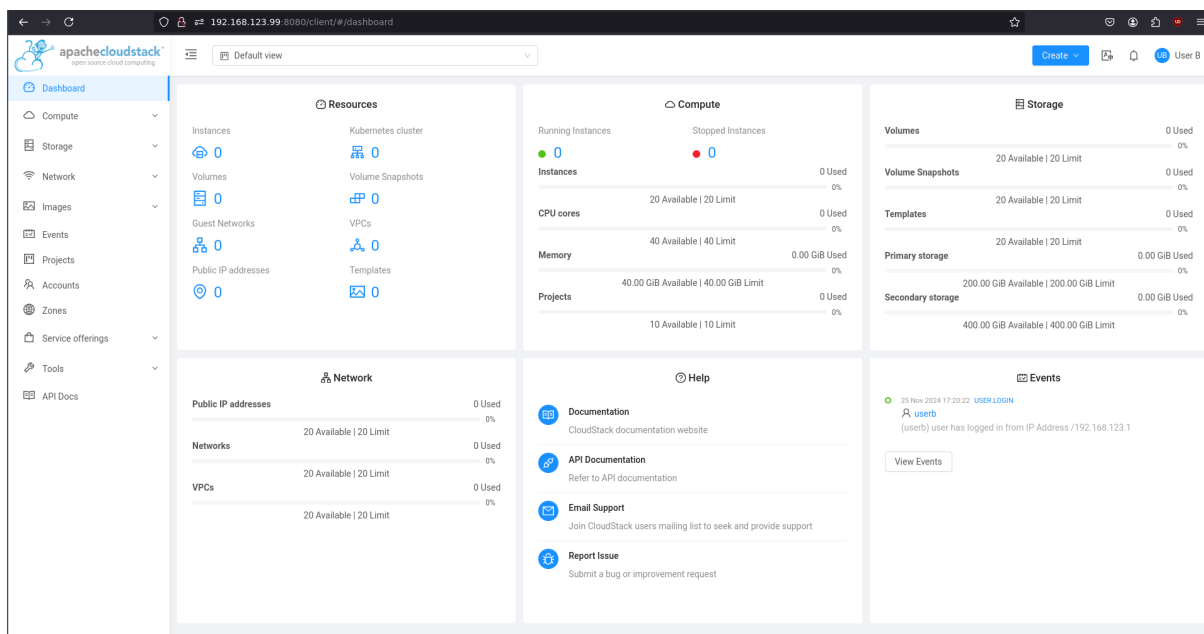 192.168.123.99:8080/client/#/dashboard
apachecloudstack
open source cloud computing
Default view
Create
UB User B
Dashboard
Compute
Storage
Network
Images
Events
Projects
Accounts
Zones
Service offerings
Tools
API Docs
Resources
Instances Kubernetes cluster
0 0
Volumes Volume Snapshots
0 0
Guest Networks VPCs
0 0
Public IP addresses Templates
0 0
Compute
Running Instances Stopped Instances
0 0
Instances 0 Used
0%
20 Available | 20 Limit
CPU cores 0 Used
0%
40 Available | 40 Limit
Memory 0.00 GiB Used
0%
40.00 GiB Available | 40.00 GiB Limit
Projects 0 Used
0%
10 Available | 10 Limit
Storage
Volumes 0 Used
0%
20 Available | 20 Limit
Volume Snapshots 0 Used
0%
20 Available | 20 Limit
Templates 0 Used
0%
20 Available | 20 Limit
Primary storage 0.00 GiB Used
0%
200.00 GiB Available | 200.00 GiB Limit
Secondary storage 0.00 GiB Used
0%
400.00 GiB Available | 400.00 GiB Limit
Network
Public IP addresses 0 Used
0%
20 Available | 20 Limit
Networks 0 Used
0%
20 Available | 20 Limit
VPCs 0 Used
0%
20 Available | 20 Limit
Help
Documentation
CloudStack documentation website
API Documentation
Refer to API documentation
Email Support
Join CloudStack users mailing list to seek and provide support
Report Issue
Submit a bug or improvement request
Events
25 Nov 2024 17:20:22 USER.LOGIN
userb
(userb) user has logged in from IP Address /192.168.123.1
View Events